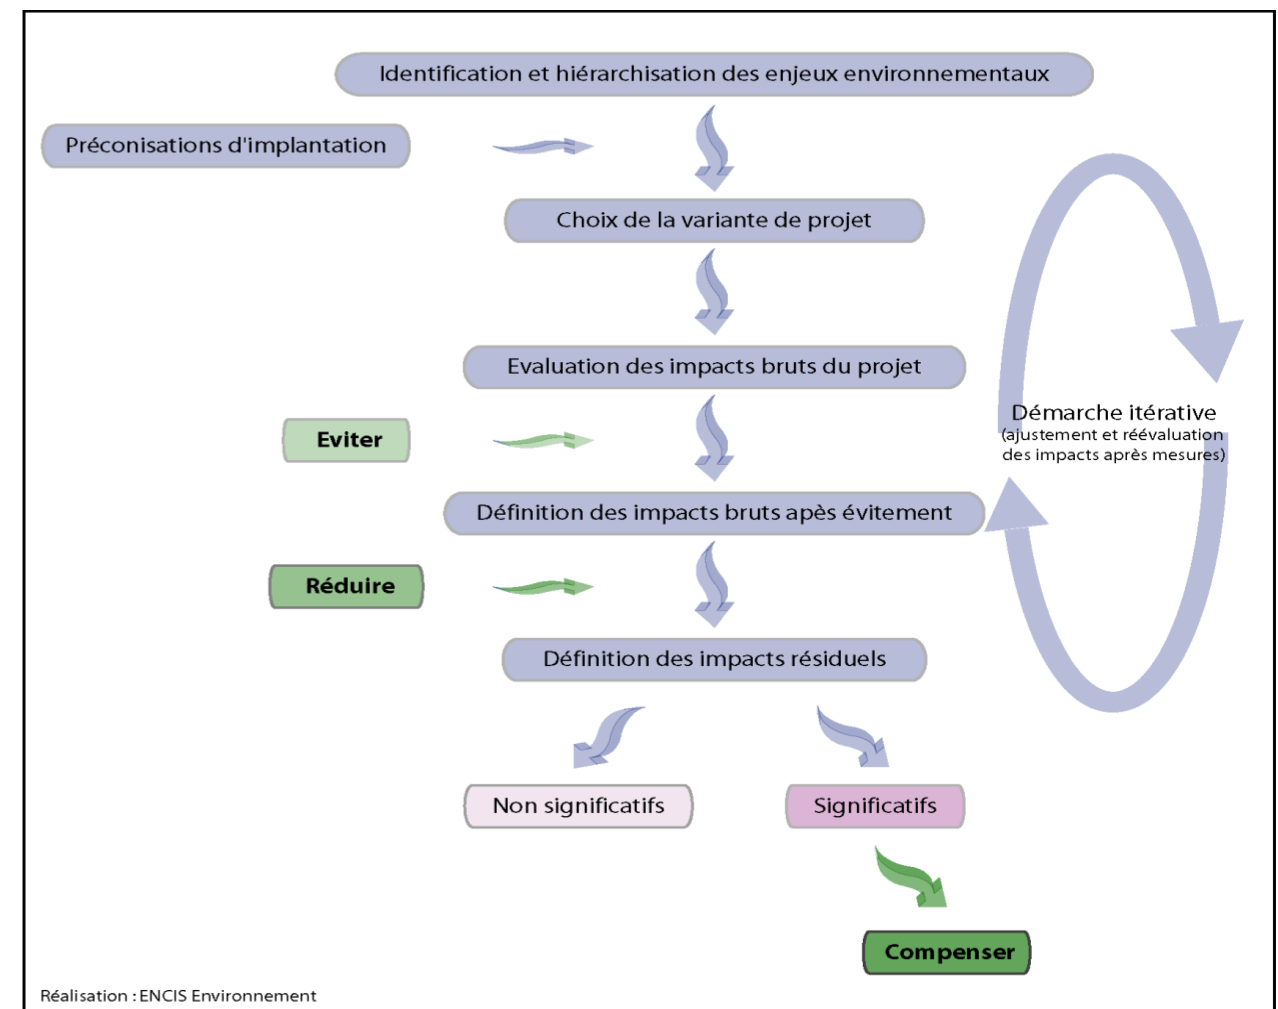 Identification et hiérarchisation des enjeux environnementaux
Préconisations d'implantation
Choix de la variante de projet
Evaluation des impacts bruts du projet
Démarche itérative
(ajustement et réévaluation
des impacts après mesures)
Eviter
Définition des impacts bruts apès évitement
Réduire
Définition des impacts résiduels
Non significatifs
Significatifs
Compenser
Réalisation : ENCIS Environnement